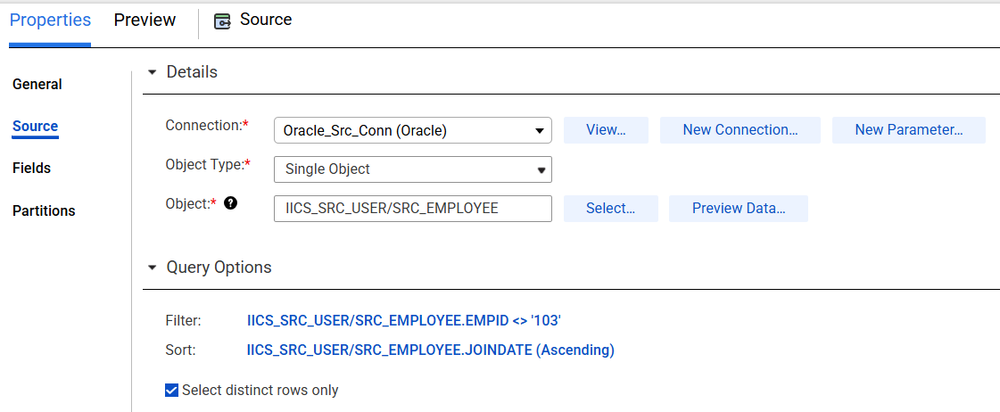 Properties Preview Source
General
Source
Fields
Partitions
Details
Connection:* Oracle_Src_Conn (Oracle) View... New Connection... New Parameter...
Object Type:* Single Object
Object:* ? IICS_SRC_USER/SRC_EMPLOYEE Select... Preview Data...
Query Options
Filter: IICS_SRC_USER/SRC_EMPLOYEE.EMPID <> '103'
Sort: IICS_SRC_USER/SRC_EMPLOYEE.JOINDATE (Ascending)
Select distinct rows only